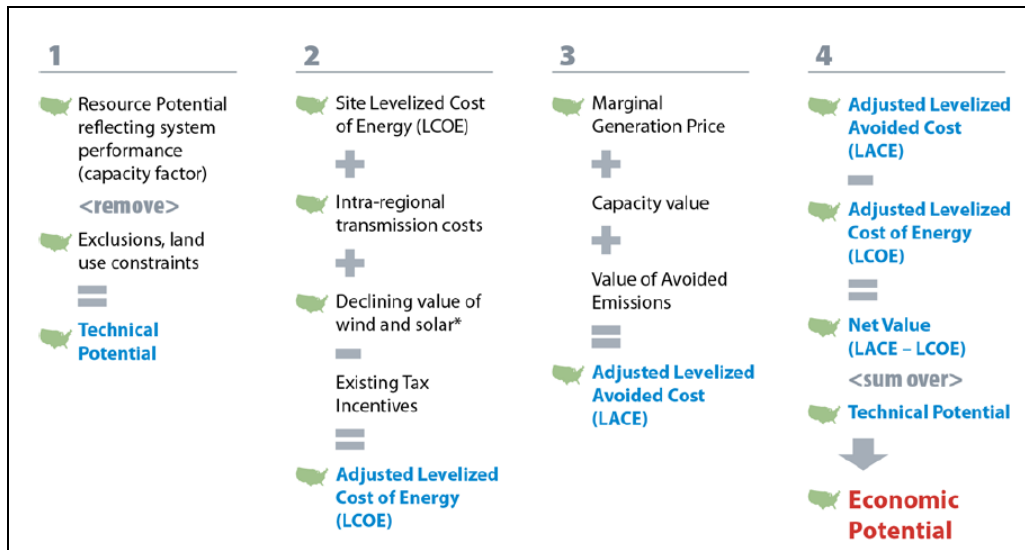 1
Resource Potential
reflecting system
performance
(capacity factor)
<remove>
Exclusions, land
use constraints
=
Technical
Potential
2
Site Levelized Cost
of Energy (LCOE)
+
Intra-regional
transmission costs
+
Declining value of
wind and solar*
-
Existing Tax
Incentives
=
Adjusted Levelized
Cost of Energy
(LCOE)
3
Marginal
Generation Price
+
Capacity value
+
Value of Avoided
Emissions
=
Adjusted Levelized
Avoided Cost
(LACE)
4
Adjusted Levelized
Avoided Cost
(LACE)
-
Adjusted Levelized
Cost of Energy
(LCOE)
=
Net Value
(LACE – LCOE)
<sum over>
Technical Potential
Economic
Potential